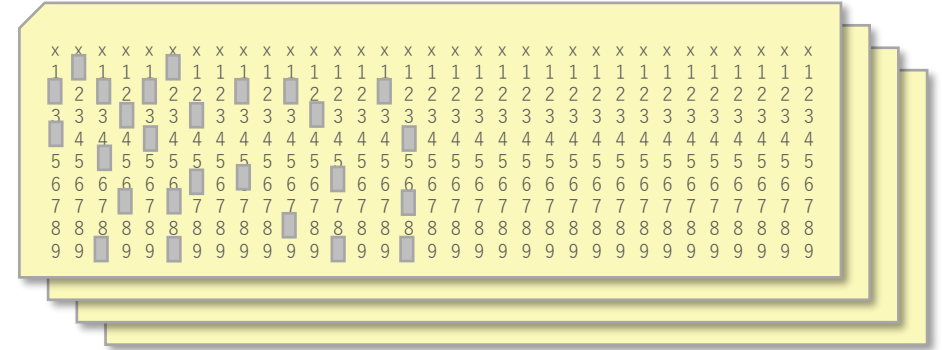 x x x x x x x x x x x x x x x x x x x x x x x x x x x x x x x x x
1 1 1 1 1 1 1 1 1 1 1 1 1 1 1 1 1 1 1 1 1 1 1 1 1 1 1 1 1 1 1
2 2 2 2 2 2 2 2 2 2 2 2 2 2 2 2 2 2 2 2 2 2 2 2 2 2 2
3 3 3 3 3 3 3 3 3 3 3 3 3 3 3 3 3 3 3 3 3 3 3 3 3 3 3 3 3 3
4 4 4 4 4 4 4 4 4 4 4 4 4 4 4 4 4 4 4 4 4 4 4 4 4 4 4 4 4 4
5 5 5 5 5 5 5 5 5 5 5 5 5 5 5 5 5 5 5 5 5 5 5 5 5 5 5 5 5 5 5 5
6 6 6 6 6 6 6 6 6 6 6 6 6 6 6 6 6 6 6 6 6 6 6 6 6 6 6 6 6 6
7 7 7 7 7 7 7 7 7 7 7 7 7 7 7 7 7 7 7 7 7 7 7 7 7 7 7 7 7 7
8 8 8 8 8 8 8 8 8 8 8 8 8 8 8 8 8 8 8 8 8 8 8 8 8 8 8 8 8 8 8 8
9 9 9 9 9 9 9 9 9 9 9 9 9 9 9 9 9 9 9 9 9 9 9 9 9 9 9 9 9